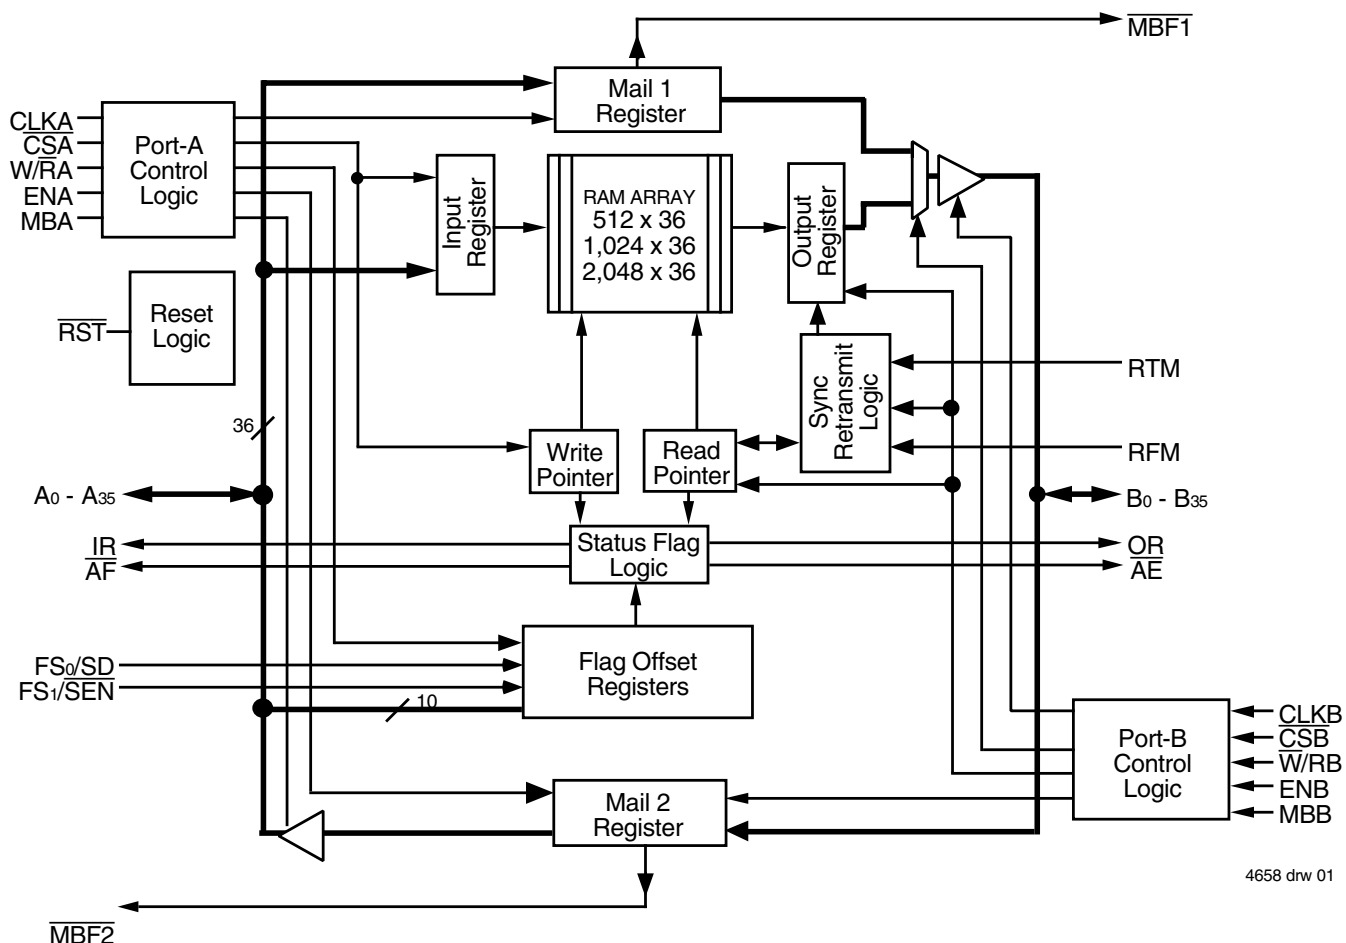 MBF1
Mail 1
Register
CLKA
CSA
W/RA
ENA
MBA
Port-A
Control
Logic
Input
Register
RAM ARRAY
512 x 36
1,024 x 36
2,048 x 36
Output
Register
RST
Reset
Logic
Sync
Retransmit
Logic
RTM
RFM
36
Write
Pointer
Read
Pointer
A0 - A35
B0 - B35
IR
AF
Status Flag
Logic
OR
AE
FS0/SD
FS1/SEN
Flag Offset
Registers
10
Port-B
Control
Logic
CLKB
CSB
W/RB
ENB
MBB
Mail 2
Register
4658 drw 01
MBF2